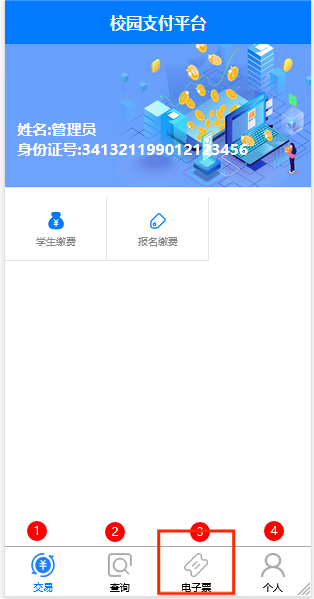 校园支付平台
姓名:管理员
身份证号:341321199012123456
学生缴费 报名缴费
1 2 3 4
交易 查询 电子票 个人